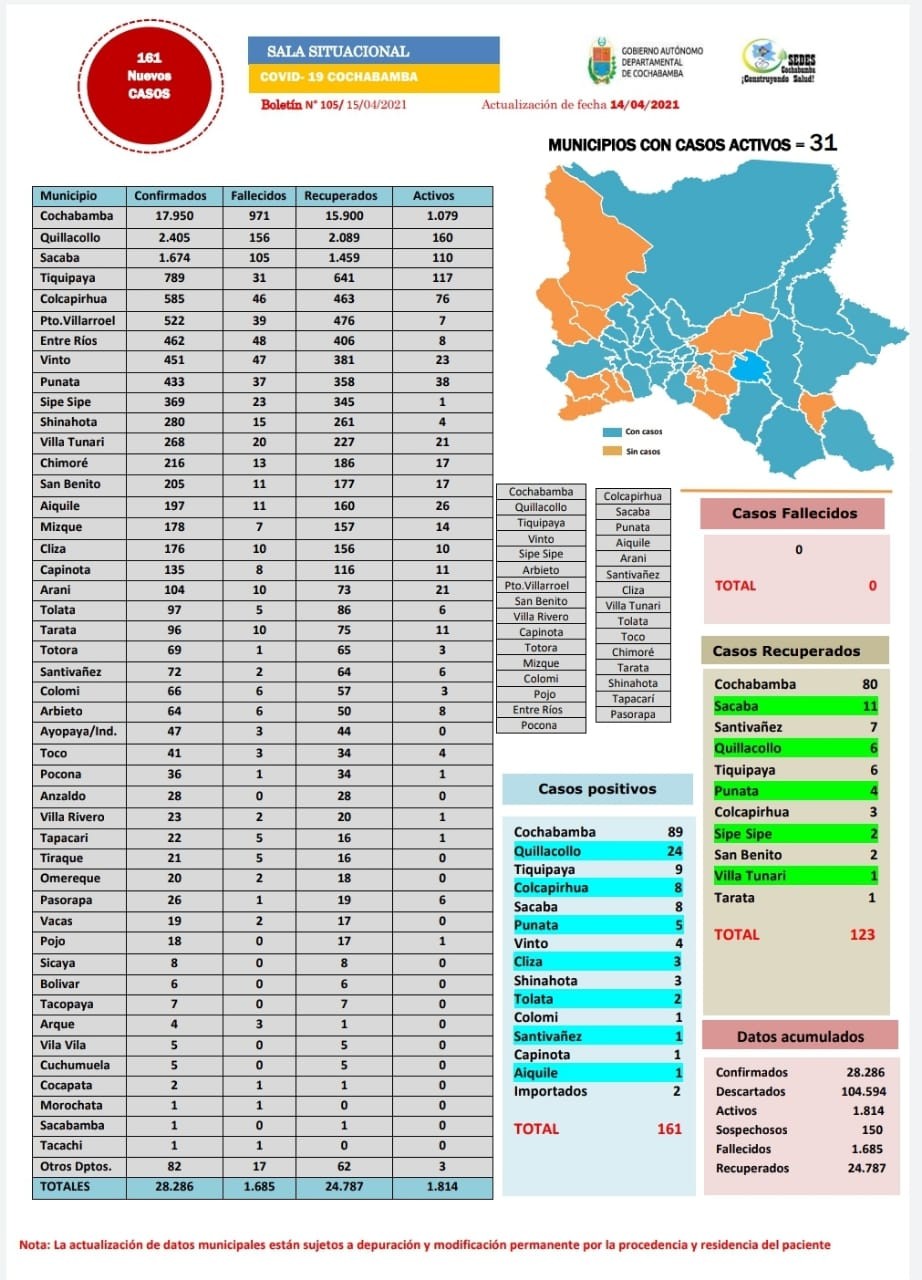 161
Nuevos
CASOS
SALA SITUACIONAL
COVID- 19 COCHABAMBA
Boletín N° 105/ 15/04/2021
Actualización de fecha 14/04/2021
GOBIERNO AUTÓNOMO
DEPARTAMENTAL
DE COCHABAMBA
SEDES
Cochabamba
¡Construyendo Salud!
MUNICIPIOS CON CASOS ACTIVOS = 31
Con casos
Sin casos
Municipio Confirmados Fallecidos Recuperados Activos
Cochabamba 17.950 971 15.900 1.079
Quillacollo 2.405 156 2.089 160
Sacaba 1.674 105 1.459 110
Tiquipaya 789 31 641 117
Colcapirhua 585 46 463 76
Pto.Villarroel 522 39 476 7
Entre Ríos 462 48 406 8
Vinto 451 47 381 23
Punata 433 37 358 38
Sipe Sipe 369 23 345 1
Shinahota 280 15 261 4
Villa Tunari 268 20 227 21
Chimoré 216 13 186 17
San Benito 205 11 177 17
Aiquile 197 11 160 26
Mizque 178 7 157 14
Cliza 176 10 156 10
Capinota 135 8 116 11
Arani 104 10 73 21
Tolata 97 5 86 6
Tarata 96 10 75 11
Totora 69 1 65 3
Santivañez 72 2 64 6
Colomi 66 6 57 3
Arbieto 64 6 50 8
Ayopaya/Ind. 47 3 44 0
Toco 41 3 34 4
Pocona 36 1 34 1
Anzaldo 28 0 28 0
Villa Rivero 23 2 20 1
Tapacari 22 5 16 1
Tiraque 21 5 16 0
Omereque 20 2 18 0
Pasorapa 26 1 19 6
Vacas 19 2 17 0
Pojo 18 0 17 1
Sicaya 8 0 8 0
Bolivar 6 0 6 0
Tacopaya 7 0 7 0
Arque 4 3 1 0
Vila Vila 5 0 5 0
Cuchumuela 5 0 5 0
Cocapata 2 1 1 0
Morochata 1 1 0 0
Sacabamba 1 0 1 0
Tacachi 1 1 0 0
Otros Dptos. 82 17 62 3
TOTALES 28.286 1.685 24.787 1.814
Cochabamba
Quillacollo
Tiquipaya
Vinto
Sipe Sipe
Arbieto
Pto.Villarroel
San Benito
Villa Rivero
Capinota
Totora
Mizque
Colomi
Pojo
Entre Ríos
Pocona
Colcapirhua
Sacaba
Punata
Aiquile
Arani
Santivañez
Cliza
Villa Tunari
Tolata
Toco
Chimoré
Tarata
Shinahota
Tapacarí
Pasorapa
Casos positivos
Cochabamba 89
Quillacollo 24
Tiquipaya 9
Colcapirhua 8
Sacaba 8
Punata 5
Vinto 4
Cliza 3
Shinahota 3
Tolata 2
Colomi 1
Santivañez 1
Capinota 1
Aiquile 1
Importados 2
TOTAL 161
Casos Fallecidos
0
TOTAL 0
Casos Recuperados
Cochabamba 80
Sacaba 11
Santivañez 7
Quillacollo 6
Tiquipaya 6
Punata 4
Colcapirhua 3
Sipe Sipe 2
San Benito 2
Villa Tunari 1
Tarata 1
TOTAL 123
Datos acumulados
Confirmados 28.286
Descartados 104.594
Activos 1.814
Sospechosos 150
Fallecidos 1.685
Recuperados 24.787
Nota: La actualización de datos municipales están sujetos a depuración y modificación permanente por la procedencia y residencia del paciente